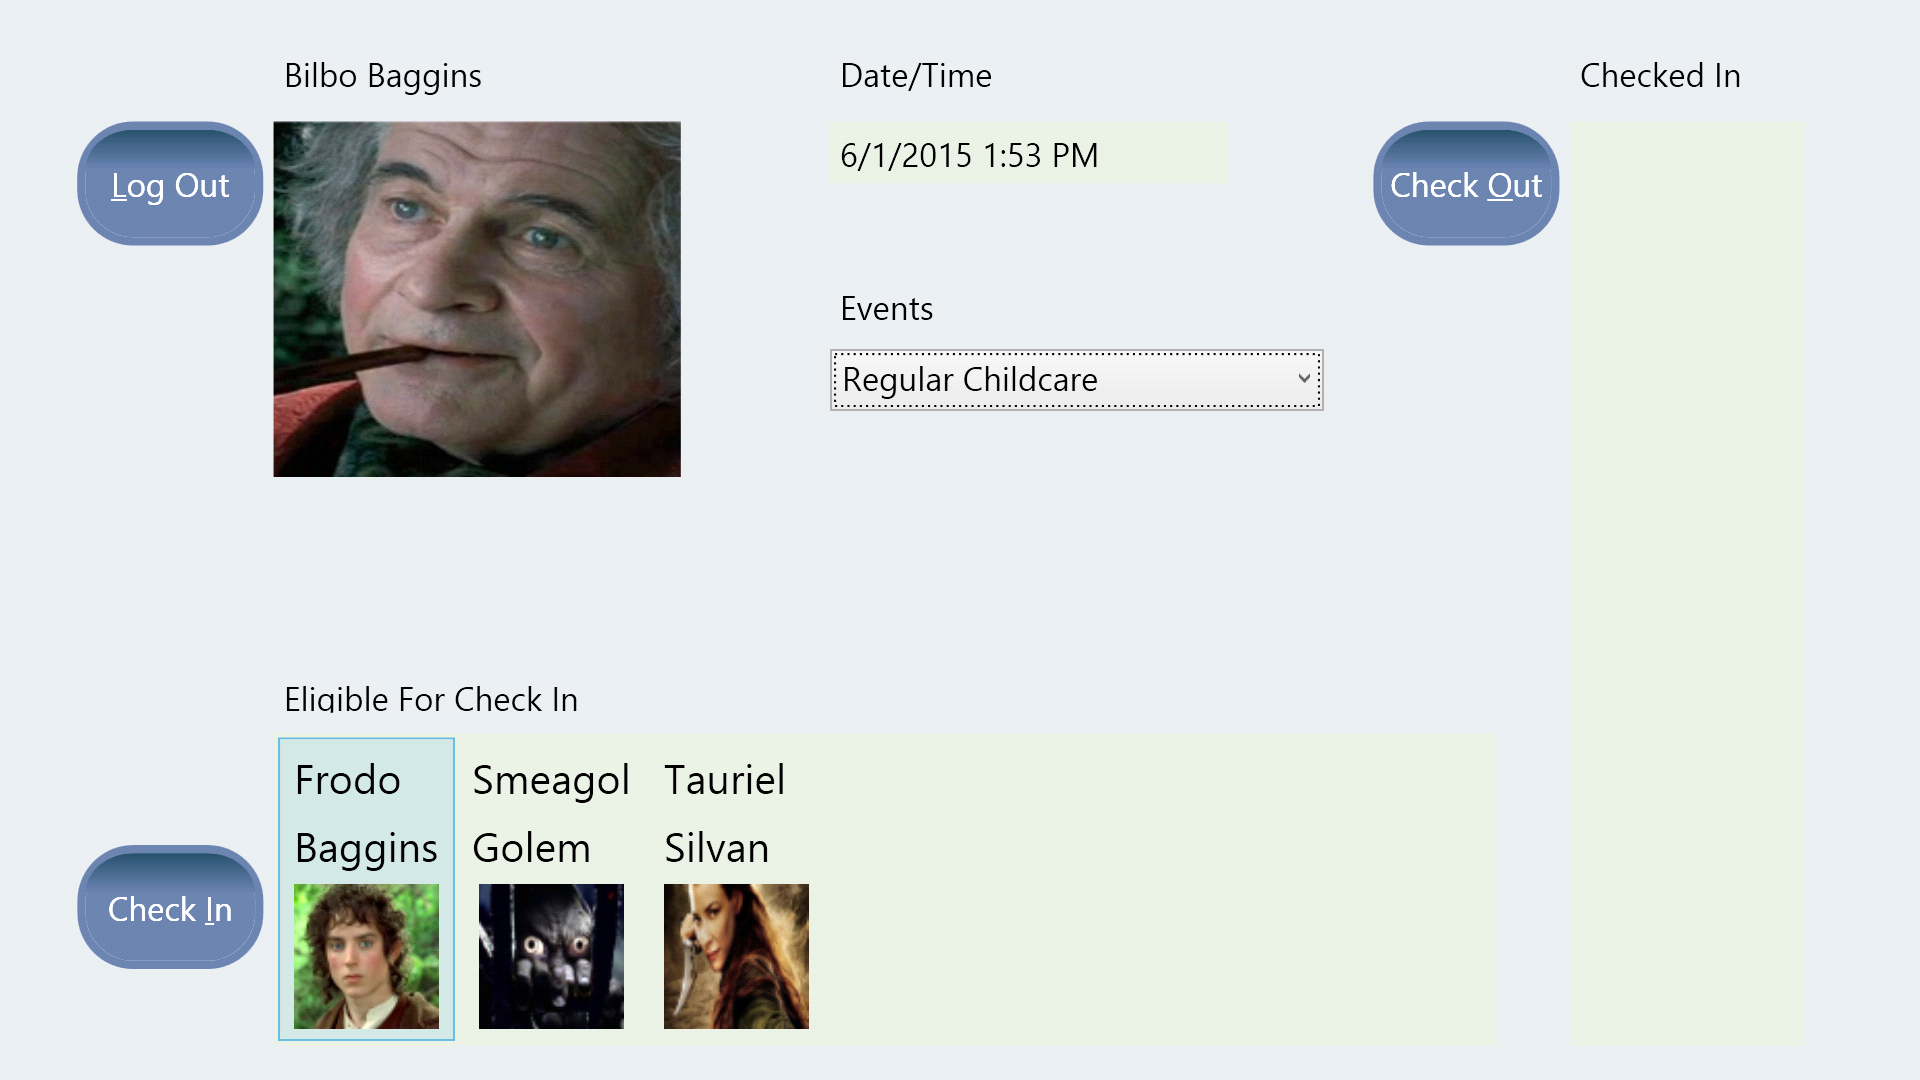 Bilbo Baggins
Date/Time
Checked In
Log Out
6/1/2015 1:53 PM
Check Out
Events
Regular Childcare
Eligible For Check In
Frodo
Baggins
Smeagol
Golem
Tauriel
Silvan
Check In